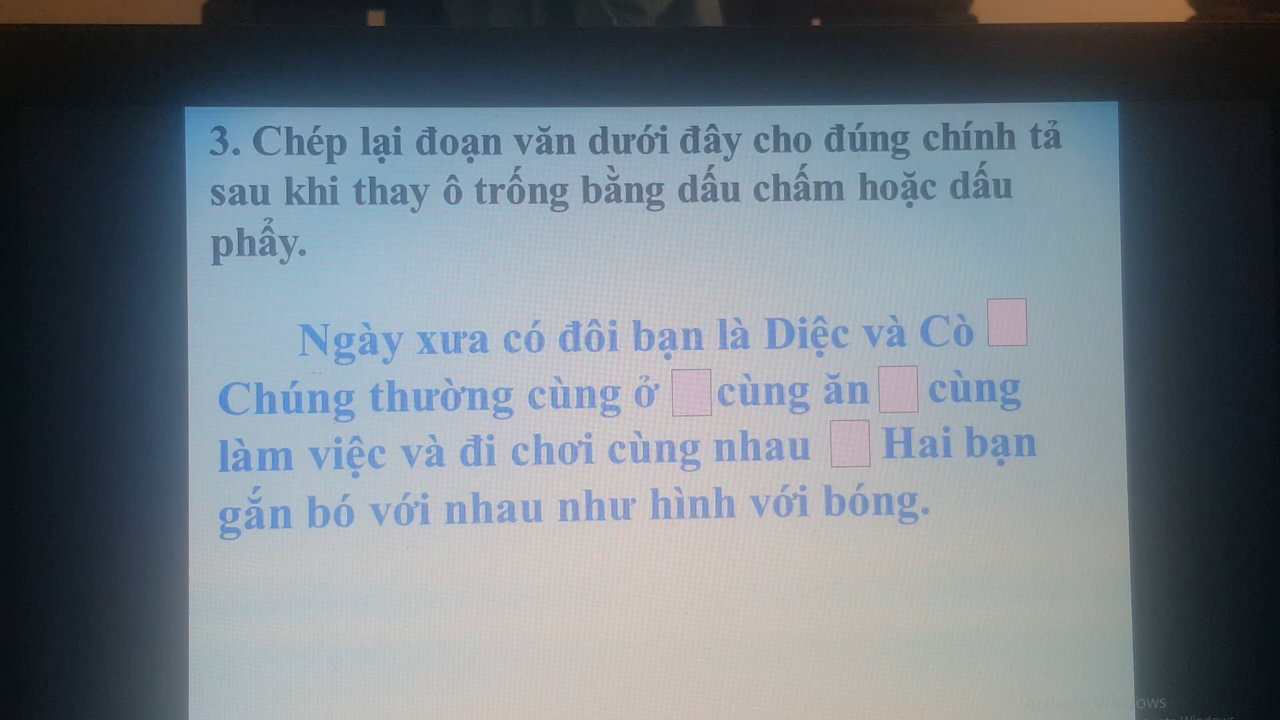 3. Chép lại đoạn văn dưới đây cho đúng chính tả
sau khi thay ô trống bằng dấu chấm hoặc dấu
phẩy.
Ngày xưa có đôi bạn là Diệc và Cò
Chúng thường cùng ở cùng ăn cùng
làm việc và đi chơi cùng nhau Hai bạn
gắn bó với nhau như hình với bóng.